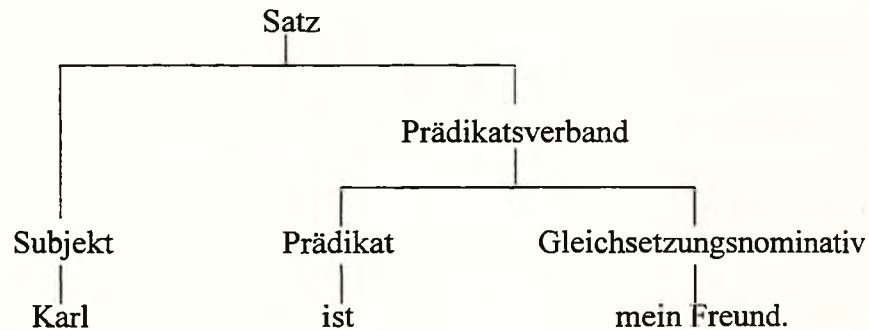 Satz
Prädikatsverband
Subjekt Prädikat Gleichsetzungsnominativ
Karl ist mein Freund.